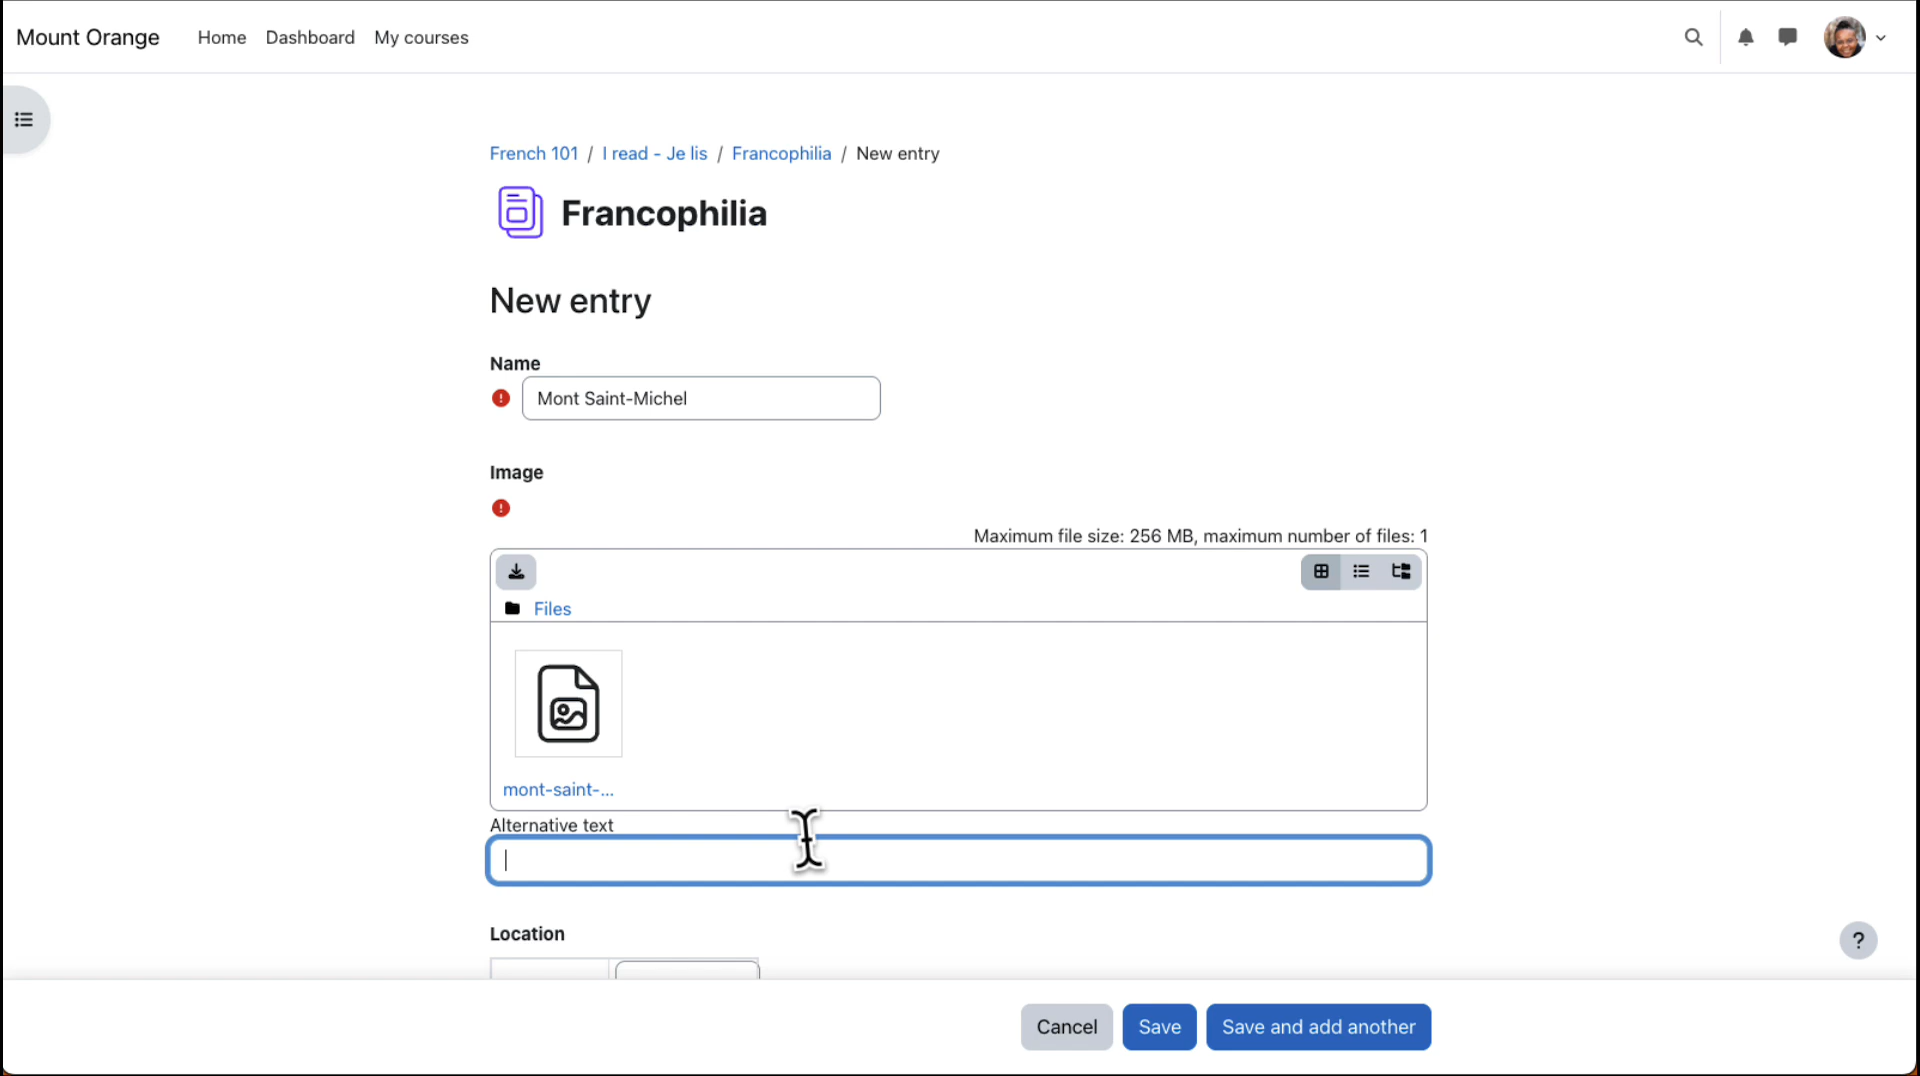 Mount Orange Home Dashboard My courses
French 101 / I read - Je lis / Francophilia / New entry
Francophilia
New entry
Name
Mont Saint-Michel
Image
Maximum file size: 256 MB, maximum number of files: 1
Files
mont-saint-...
Alternative text
Location
?
Cancel Save Save and add another